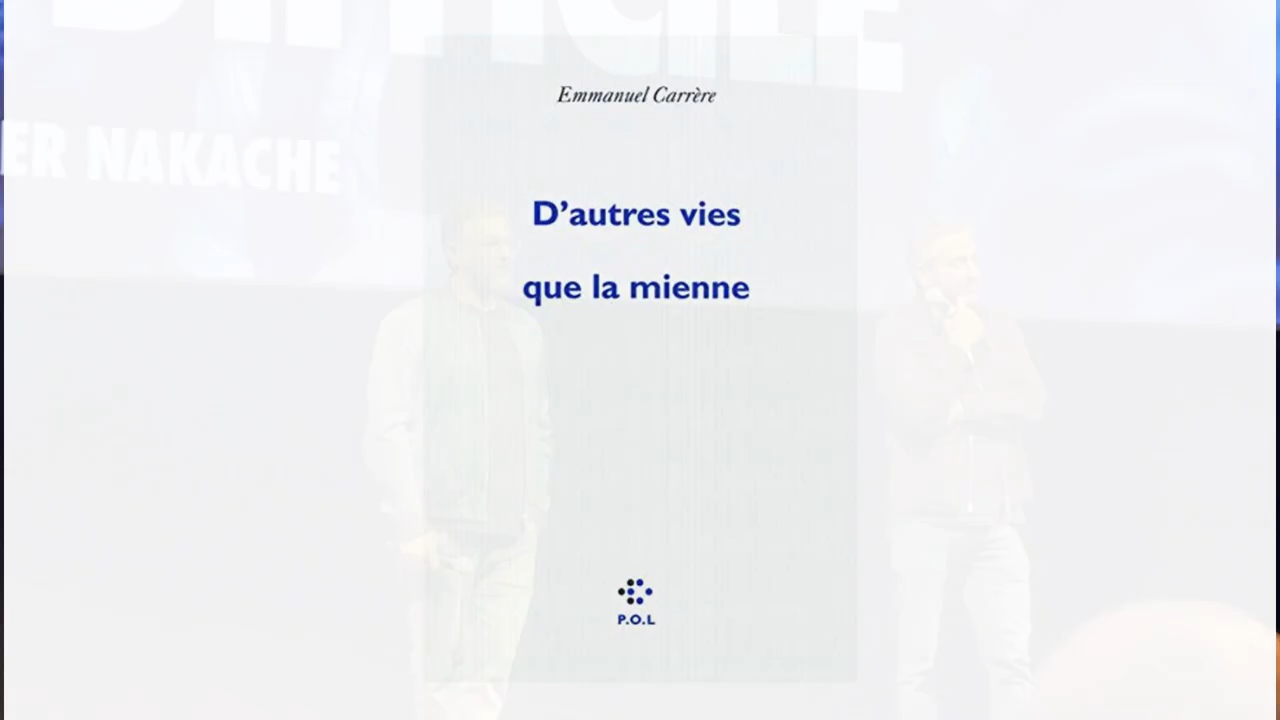 ER NAKACHE
Emmanuel Carrère
D’autres vies
que la mienne
P.O.L